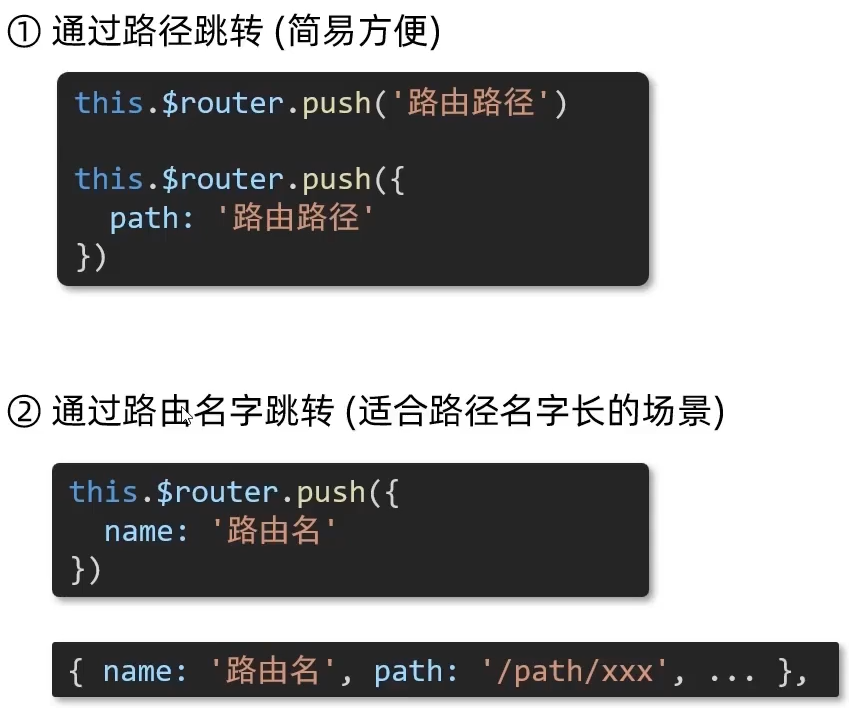 ① 通过路径跳转 (简易方便)
this.$router.push('路由路径')
this.$router.push({
  path: '路由路径'
})
② 通过路由名字跳转 (适合路径名字长的场景)
this.$router.push({
  name: '路由名'
})
{ name: '路由名', path: '/path/xxx', ... },